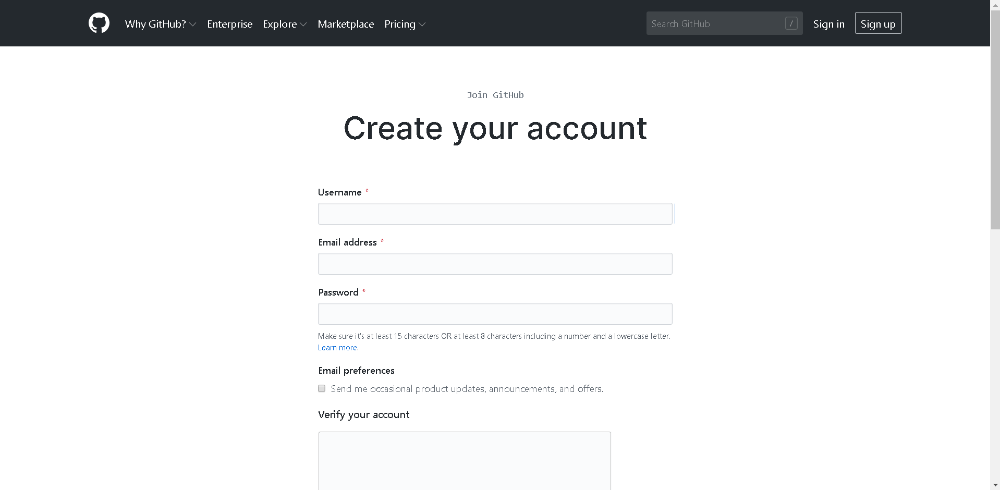 Why GitHub? Enterprise Explore Marketplace Pricing Search GitHub / Sign in Sign up
Join GitHub
Create your account
Username *
Email address *
Password *
Make sure it's at least 15 characters OR at least 8 characters including a number and a lowercase letter.
Learn more.
Email preferences
Send me occasional product updates, announcements, and offers.
Verify your account